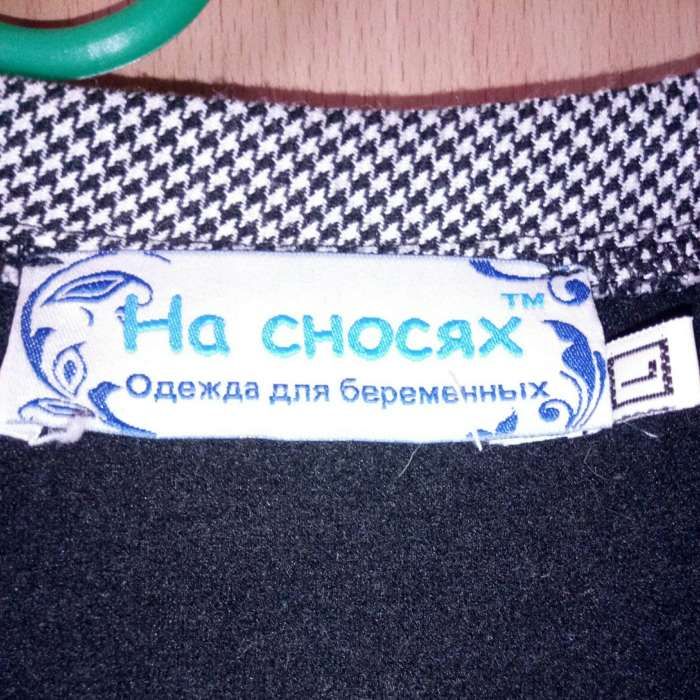 На сносях™
Одежда для беременных
L